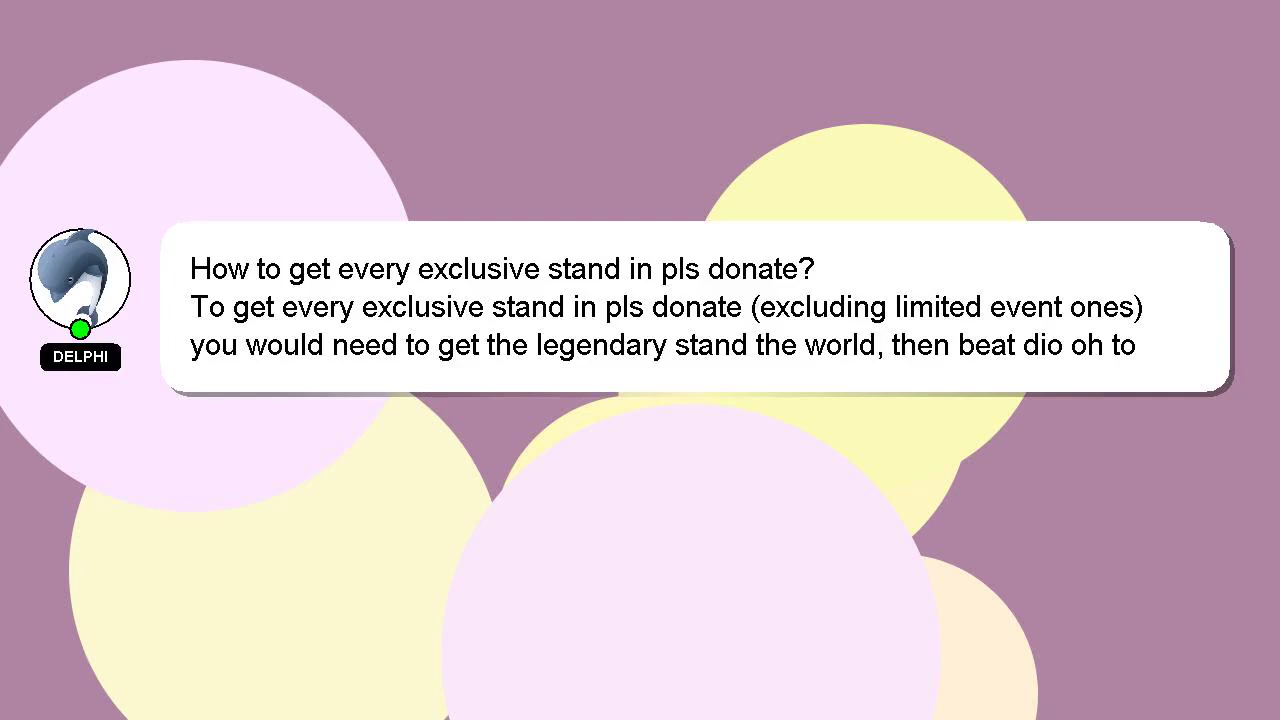 How to get every exclusive stand in pls donate?
To get every exclusive stand in pls donate (excluding limited event ones)
you would need to get the legendary stand the world, then beat dio oh to
DELPHI